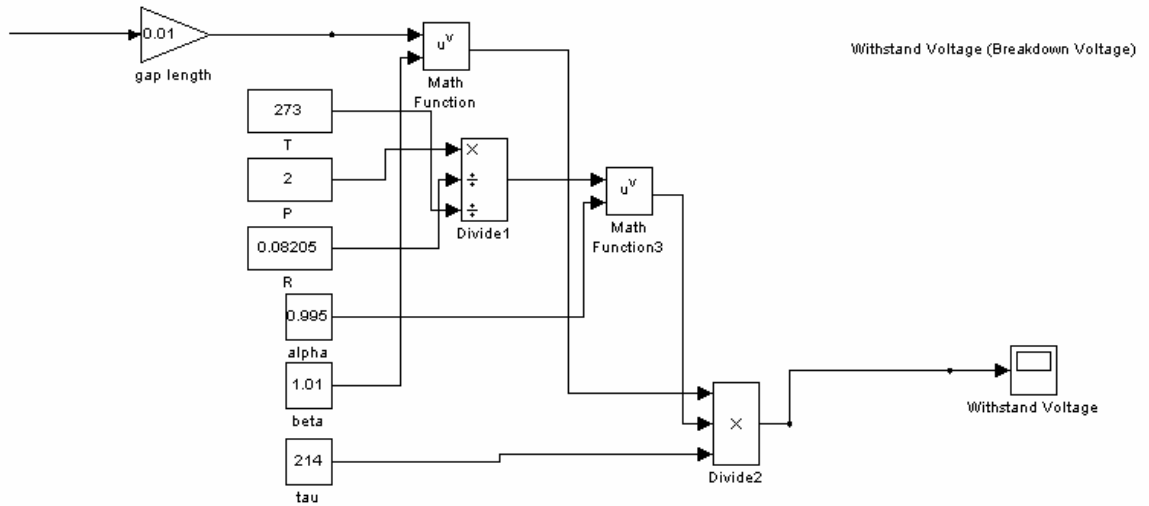 0.01
gap length
u^v
Math
Function
Withstand Voltage (Breakdown Voltage)
273
T
2
P
0.08205
R
×
÷
÷
Divide1
u^v
Math
Function3
0.995
alpha
1.01
beta
214
tau
×
Divide2
Withstand Voltage